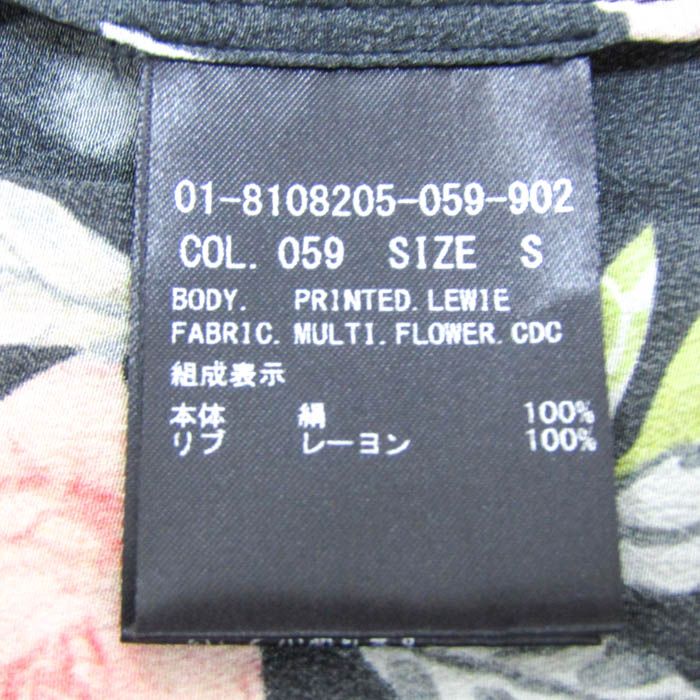 01-8108205-059-902
COL. 059 SIZE S
BODY. PRINTED.LEWIE
FABRIC. MULTI.FLOWER.CDC
組成表示
本体 絹 100%
リブ レーヨン 100%